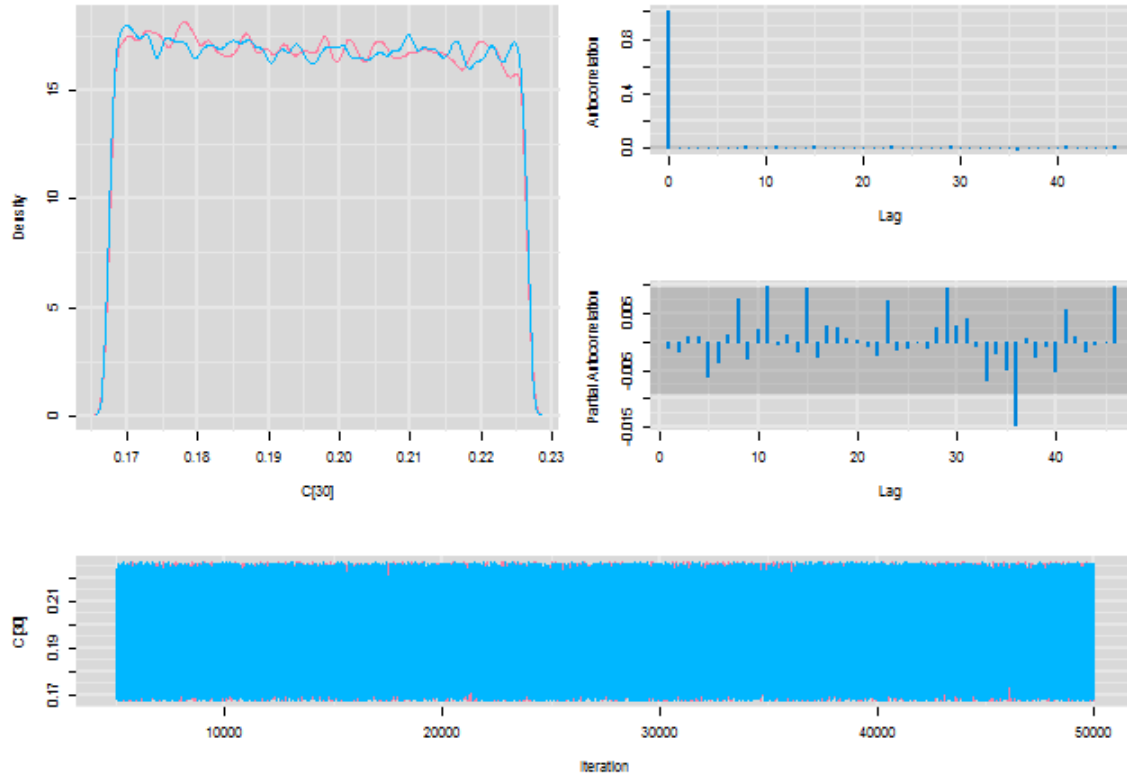 Density
15
10
5
0
0.17 0.18 0.19 0.20 0.21 0.22 0.23
C[30]
Autocorrelation
0.8
0.4
0.0
0 10 20 30 40
Lag
Partial Autocorrelation
0.005
-0.005
-0.015
0 10 20 30 40
Lag
C[30]
0.21
0.19
0.17
10000 20000 30000 40000 50000
Iteration